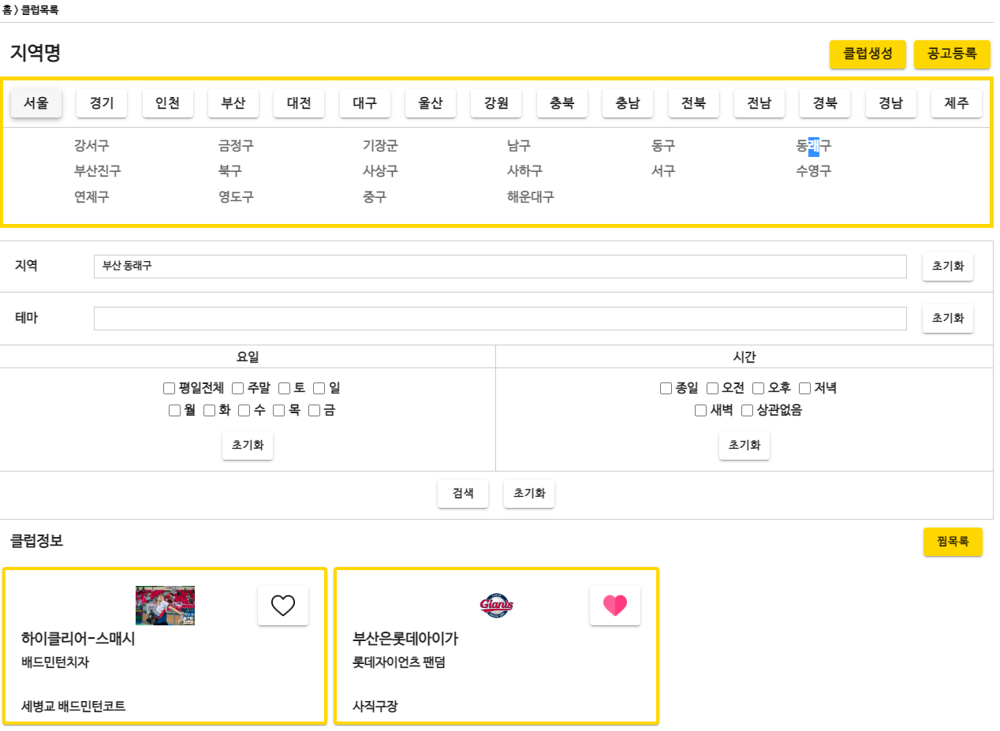 홈 > 클럽목록
지역명
클럽생성 공고등록
서울 경기 인천 부산 대전 대구 울산 강원 충북 충남 전북 전남 경북 경남 제주
강서구 금정구 기장군 남구 동구 동래구
부산진구 북구 사상구 사하구 서구 수영구
연제구 영도구 중구 해운대구
지역 부산 동래구 초기화
테마 초기화
요일 시간
평일전체 주말 토 일 종일 오전 오후 저녁
월 화 수 목 금 새벽 상관없음
초기화 초기화
검색 초기화
클럽정보 찜목록
Giants
하이클리어-스매시 부산은롯데아이가
배드민턴치자 롯데자이언츠 팬덤
세병교 배드민턴코트 사직구장